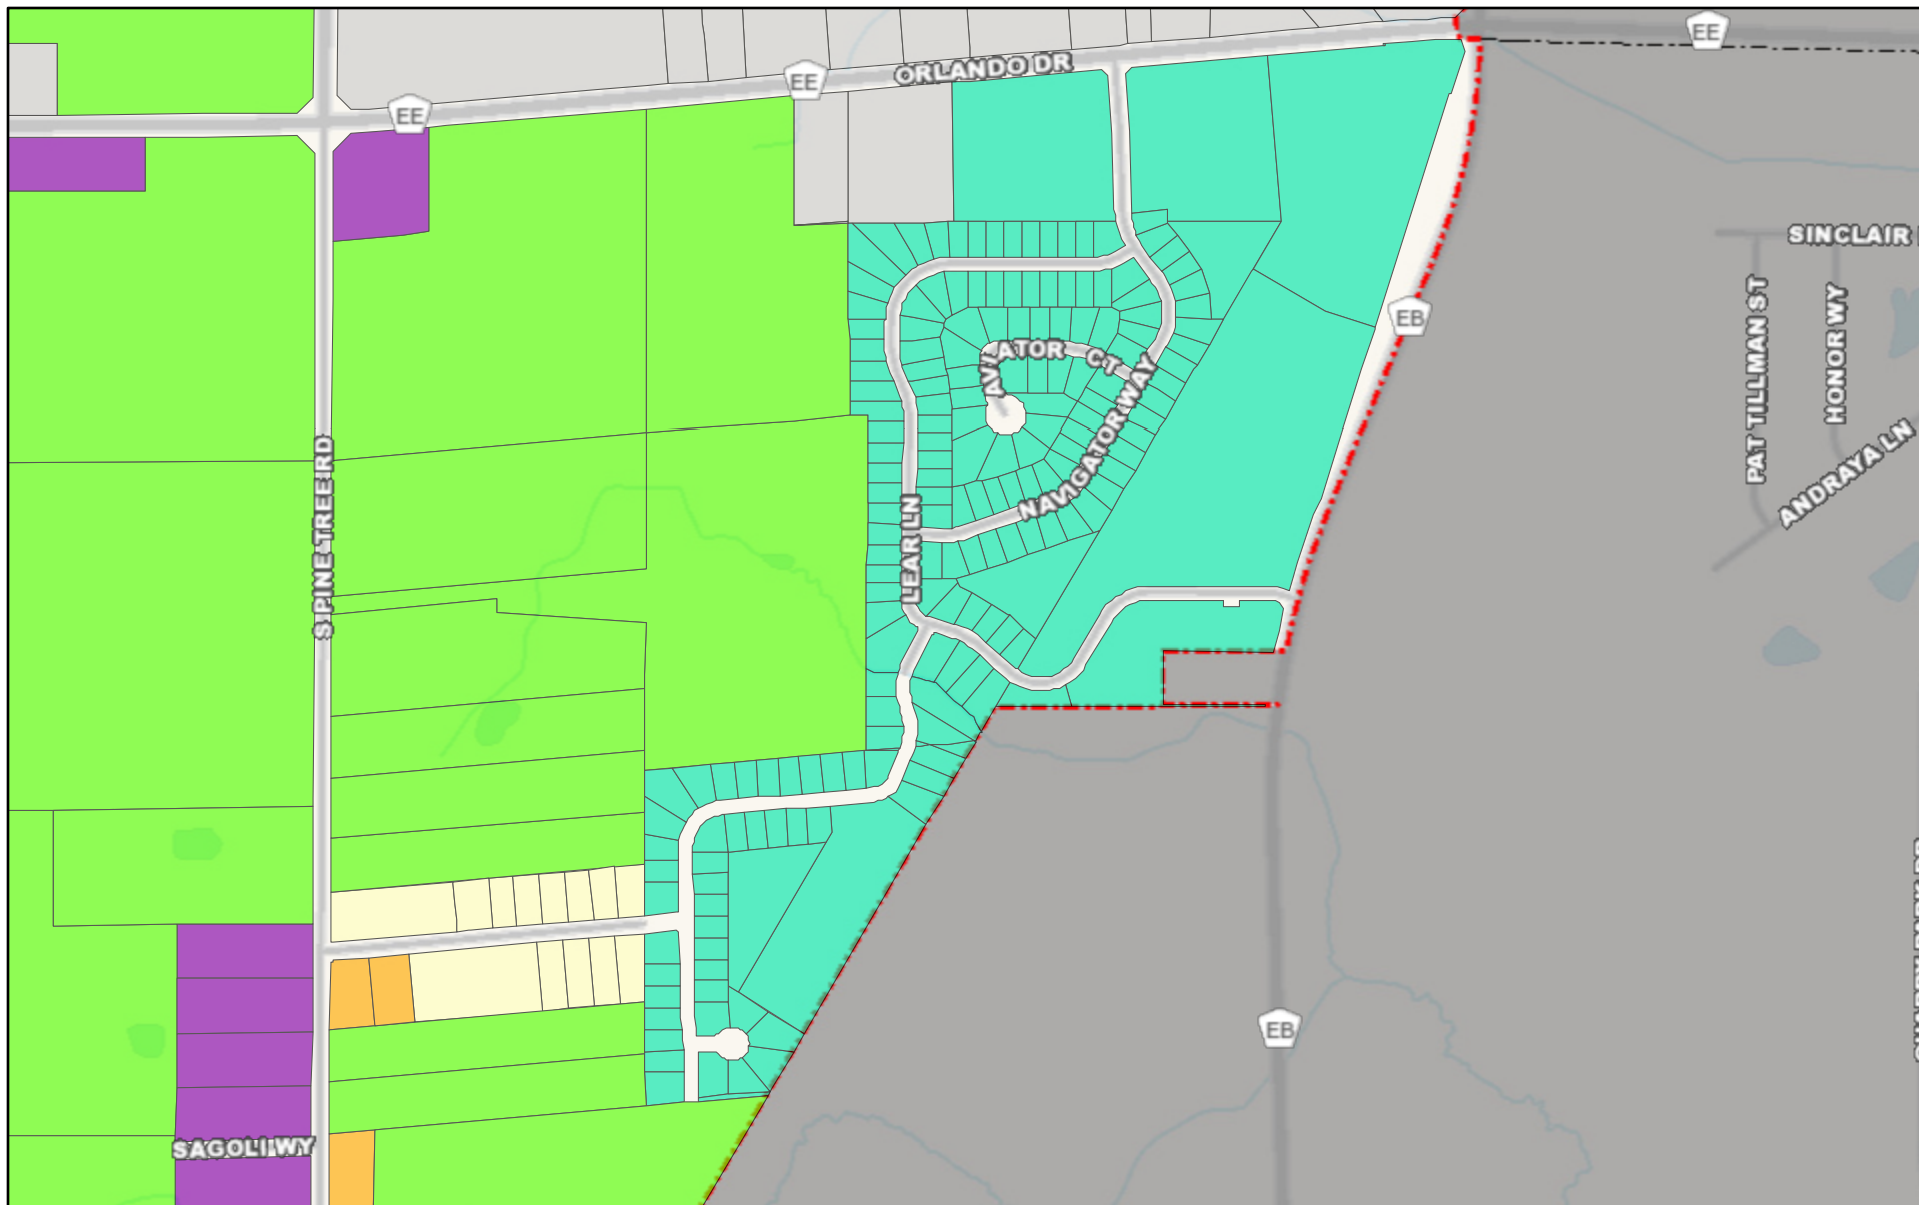 EE
EE
ORLANDO DR
EE
SINCLAIR
EB
PAT TILLMAN ST
HONOR WY
AVIATOR CT
NAVIGATOR WAY
ANDRAYA LN
S PINE TREE RD
LEAR LN
EB
SAGOLI WY